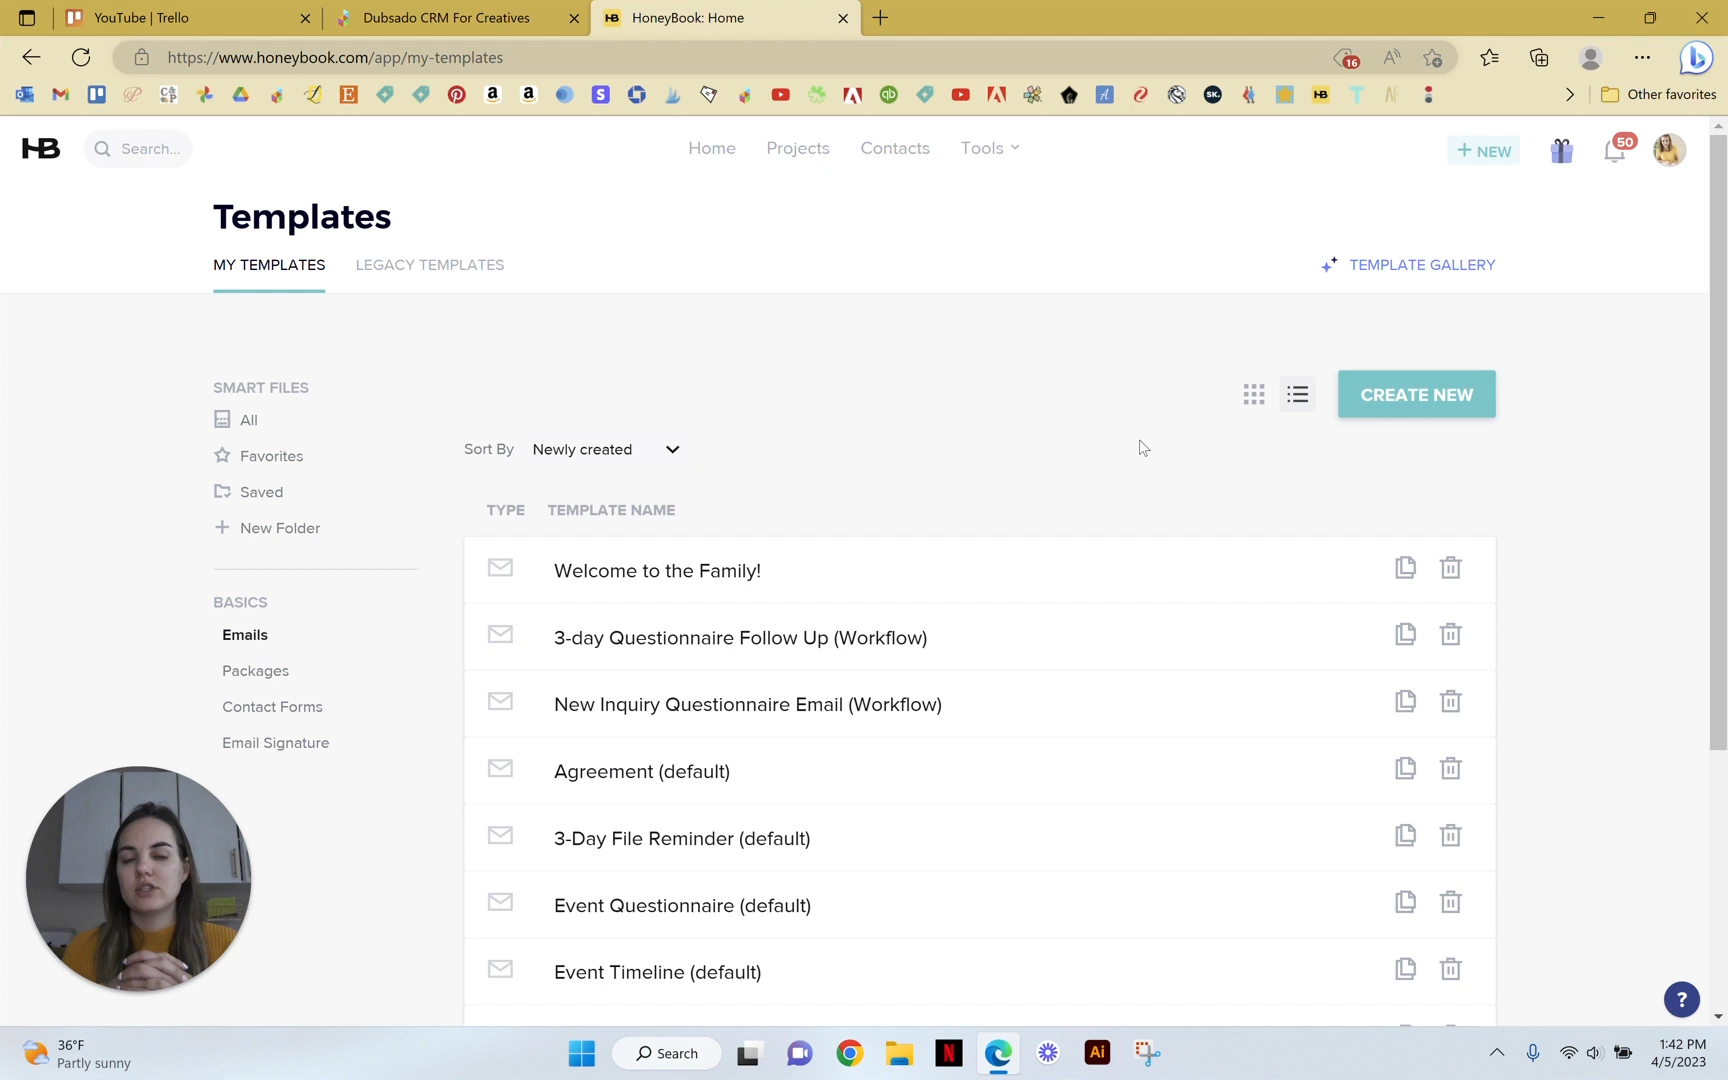 YouTube | Trello
Dubsado CRM For Creatives
HB HoneyBook: Home
https://www.honeybook.com/app/my-templates
16
Other favorites
HB
Search...
Home
Projects
Contacts
Tools
+ NEW
50
Templates
MY TEMPLATES
LEGACY TEMPLATES
TEMPLATE GALLERY
SMART FILES
All
Favorites
Saved
New Folder
BASICS
Emails
Packages
Contact Forms
Email Signature
CREATE NEW
Sort By Newly created
TYPE TEMPLATE NAME
Welcome to the Family!
3-day Questionnaire Follow Up (Workflow)
New Inquiry Questionnaire Email (Workflow)
Agreement (default)
3-Day File Reminder (default)
Event Questionnaire (default)
Event Timeline (default)
?
36°F
Partly sunny
Search
N
Ai
1:42 PM
4/5/2023